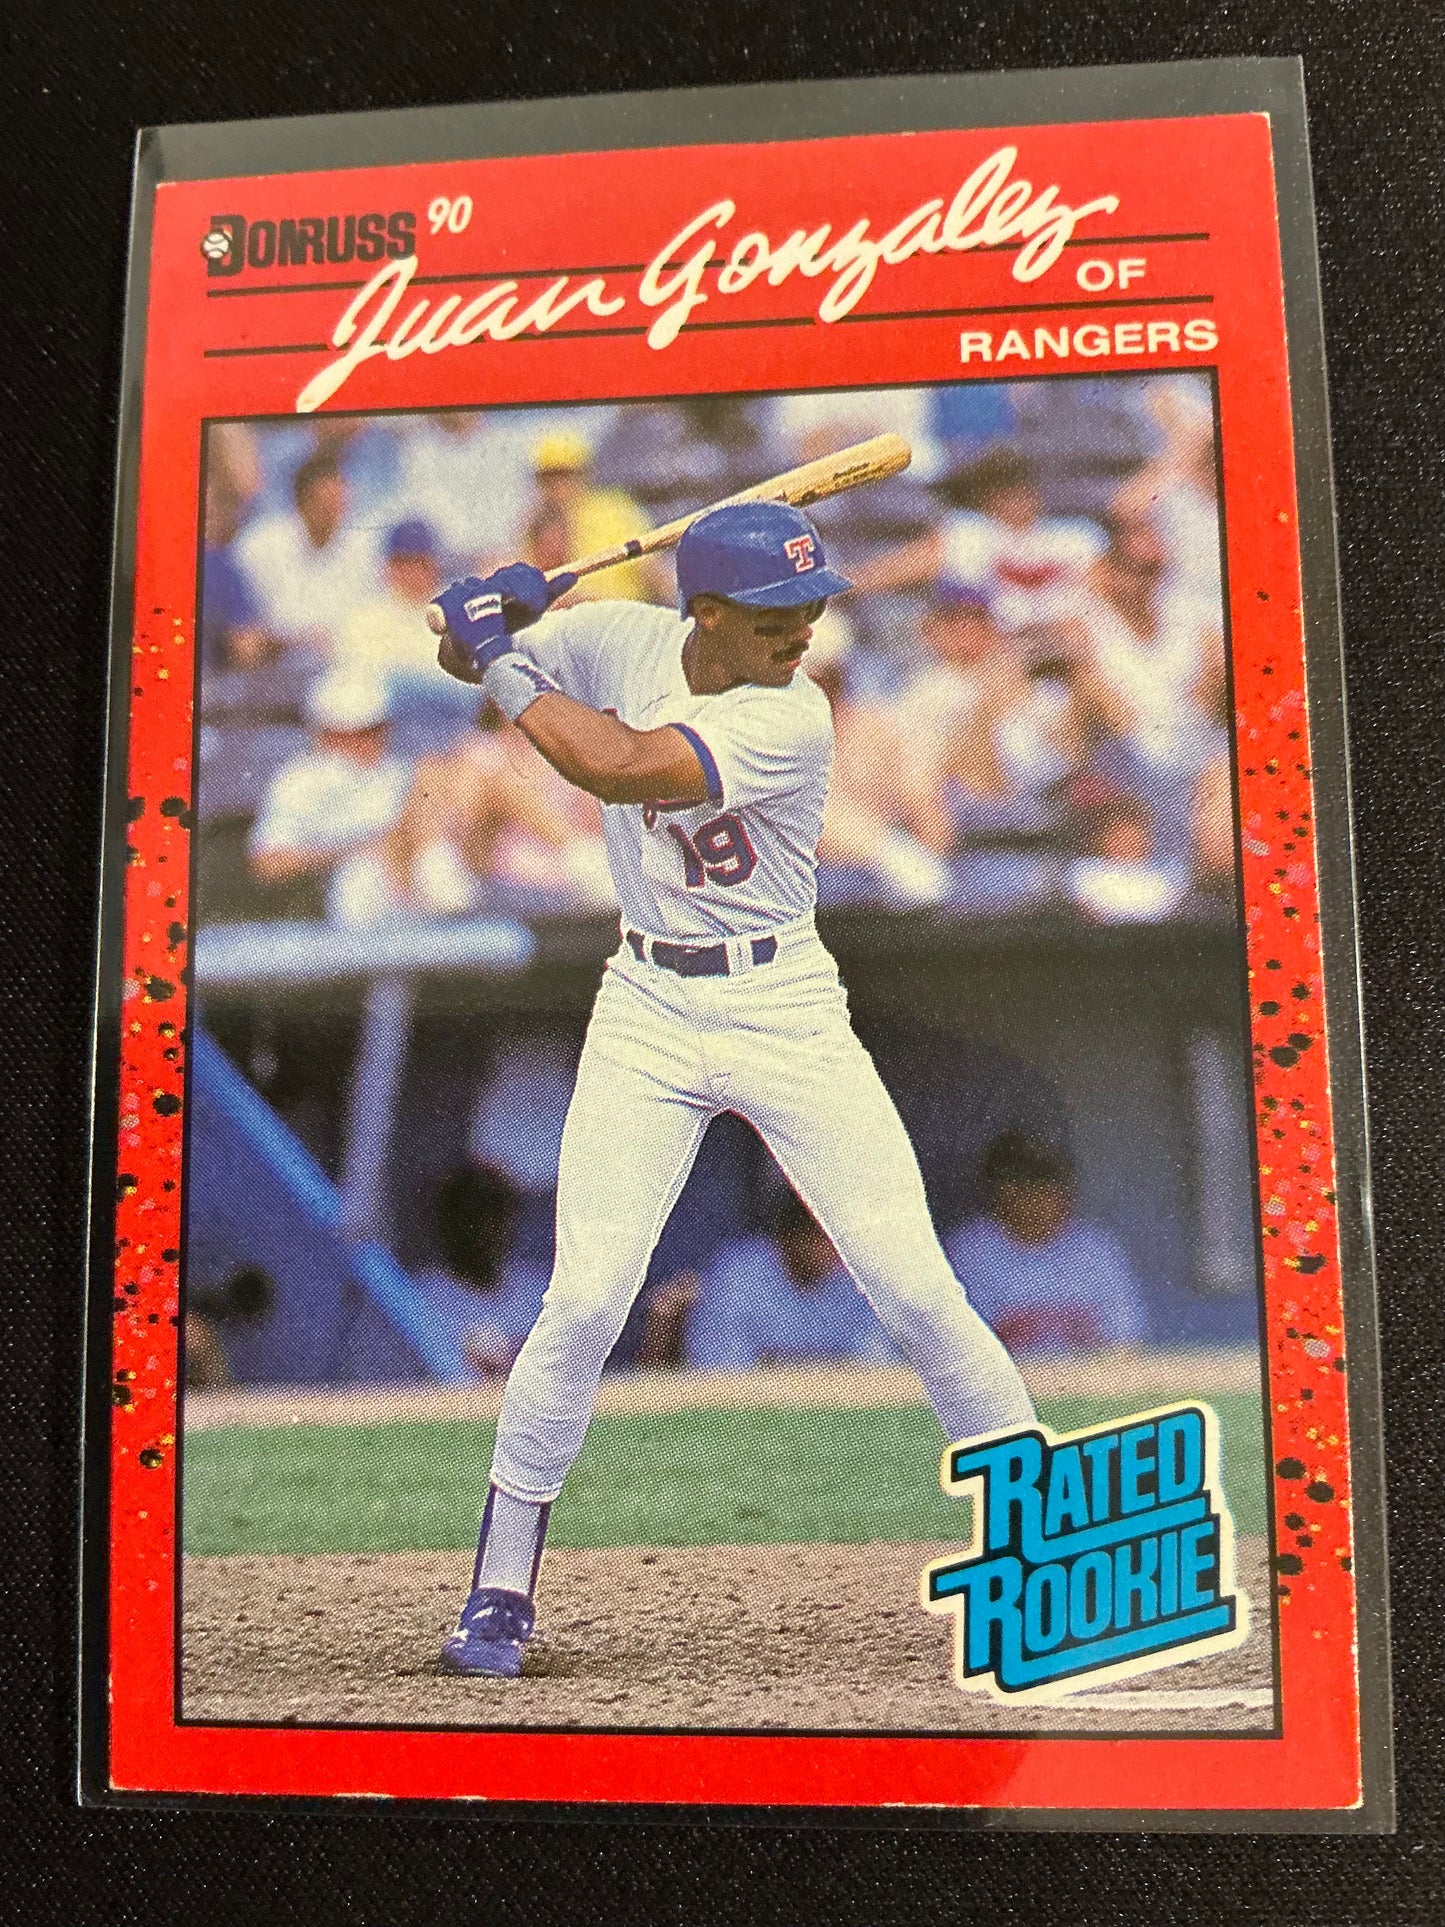 DONRUSS 90
Juan Gonzalez
OF
RANGERS
T
19
RATED
ROOKIE